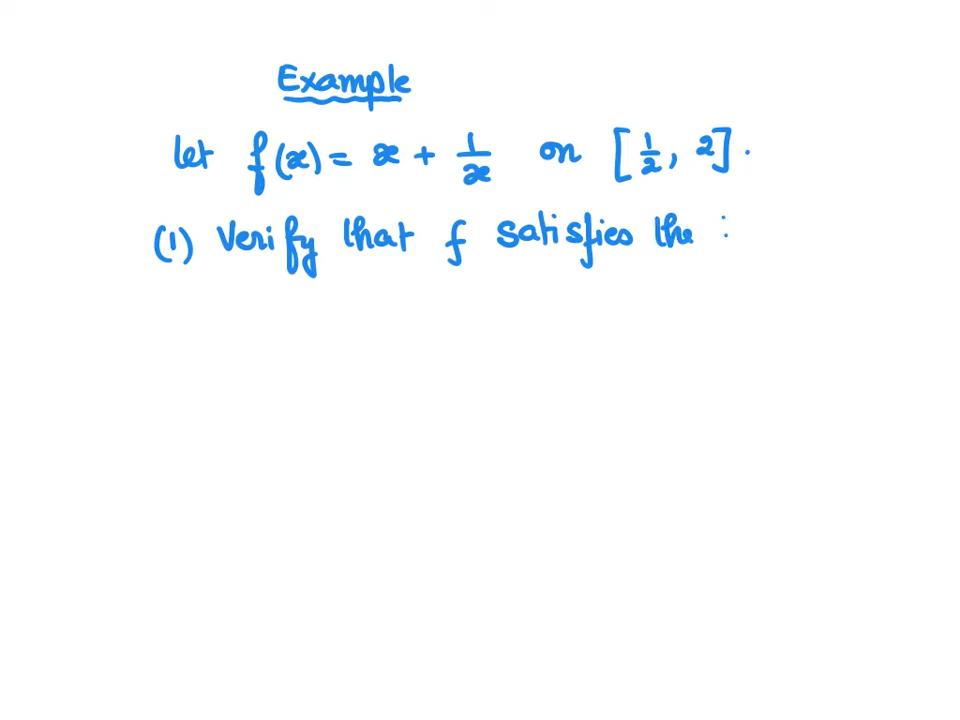 Example
let f(x) = x + 1/x on [1/2, 2].
(1) Verify that f satisfies the